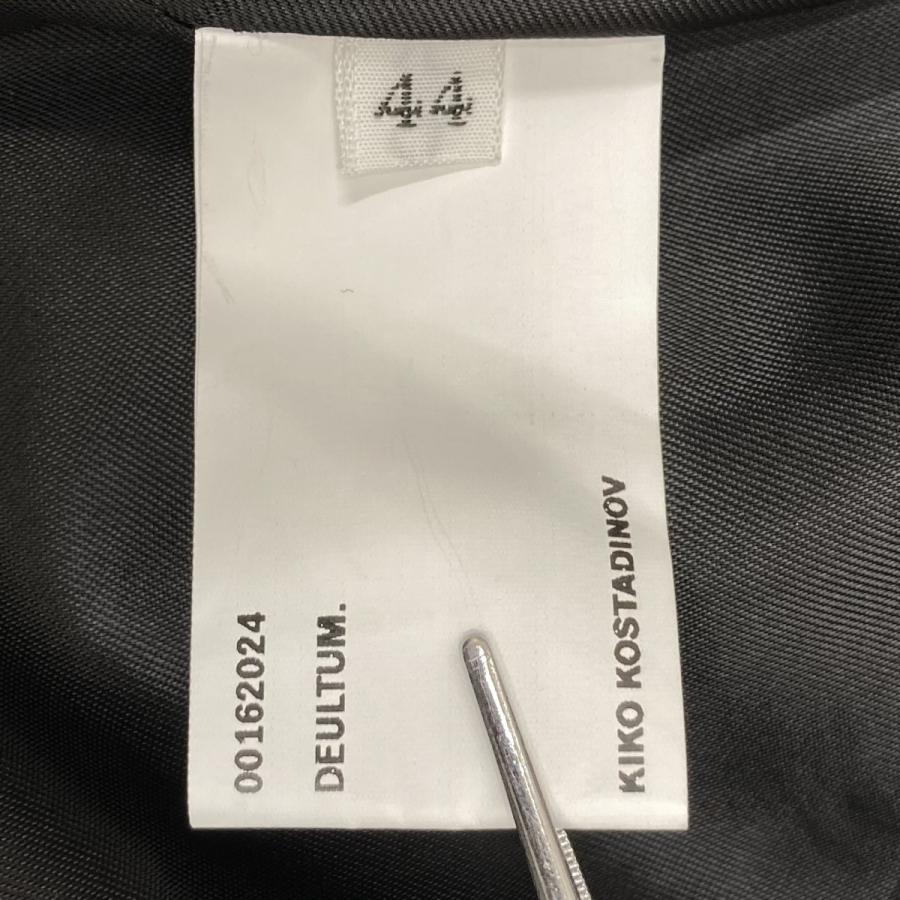 44
00162024
DEULTUM.
KIKO KOSTADINOV